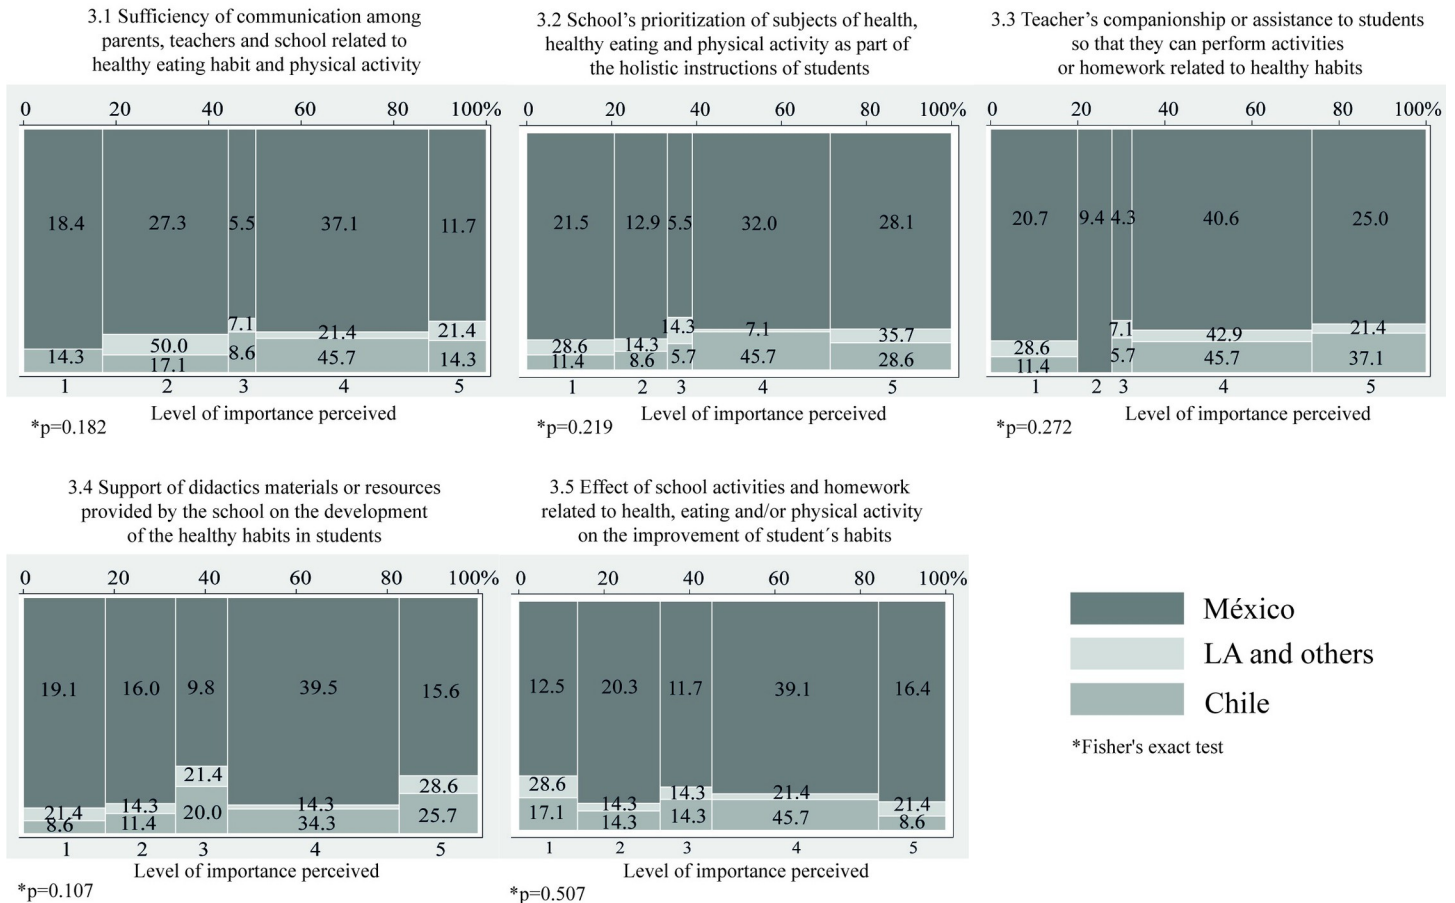 3.1 Sufficiency of communication among
parents, teachers and school related to
healthy eating habit and physical activity
0 20 40 60 80 100%
18.4 27.3 5.5 37.1 11.7
7.1 21.4 21.4
50.0
14.3 17.1 8.6 45.7 14.3
1 2 3 4 5
Level of importance perceived
*p=0.182
3.2 School’s prioritization of subjects of health,
healthy eating and physical activity as part of
the holistic instructions of students
0 20 40 60 80 100%
21.5 12.9 5.5 32.0 28.1
28.6 14.3 14.3 7.1 35.7
11.4 8.6 5.7 45.7 28.6
1 2 3 4 5
Level of importance perceived
*p=0.219
3.3 Teacher’s companionship or assistance to students
so that they can perform activities
or homework related to healthy habits
0 20 40 60 80 100%
20.7 9.4 4.3 40.6 25.0
28.6 7.1 42.9 21.4
11.4 5.7 45.7 37.1
1 2 3 4 5
Level of importance perceived
*p=0.272
3.4 Support of didactics materials or resources
provided by the school on the development
of the healthy habits in students
0 20 40 60 80 100%
19.1 16.0 9.8 39.5 15.6
21.4 14.3 21.4 14.3 28.6
8.6 11.4 20.0 34.3 25.7
1 2 3 4 5
Level of importance perceived
*p=0.107
3.5 Effect of school activities and homework
related to health, eating and/or physical activity
on the improvement of student´s habits
0 20 40 60 80 100%
12.5 20.3 11.7 39.1 16.4
28.6 14.3 14.3 21.4 21.4
17.1 14.3 14.3 45.7 8.6
1 2 3 4 5
Level of importance perceived
*p=0.507
México
LA and others
Chile
*Fisher's exact test